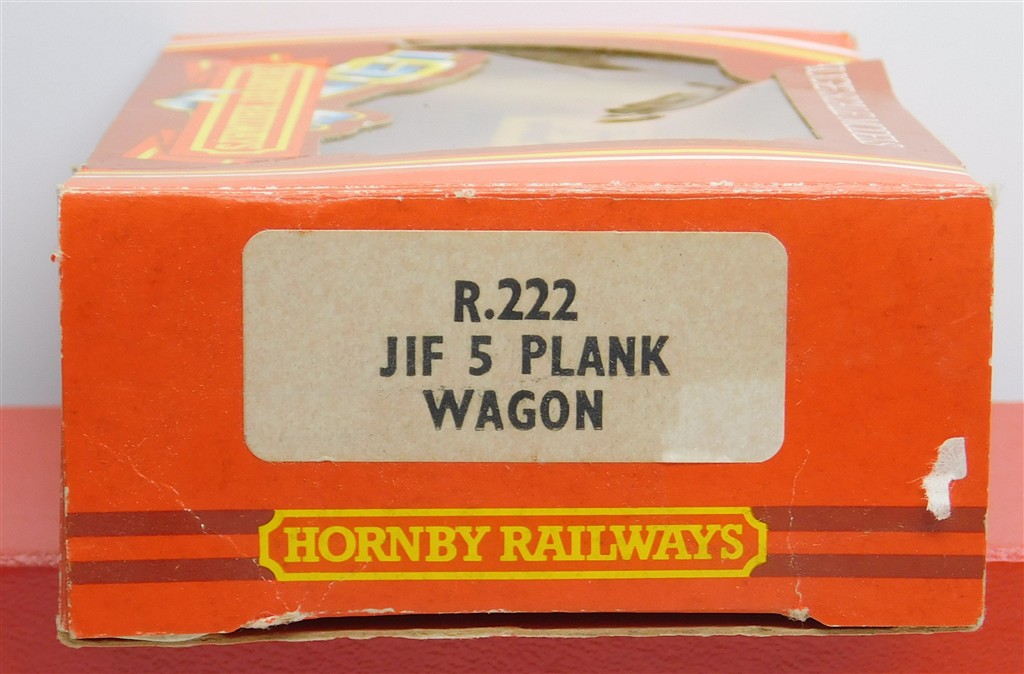 R.222
JIF 5 PLANK
WAGON
HORNBY RAILWAYS